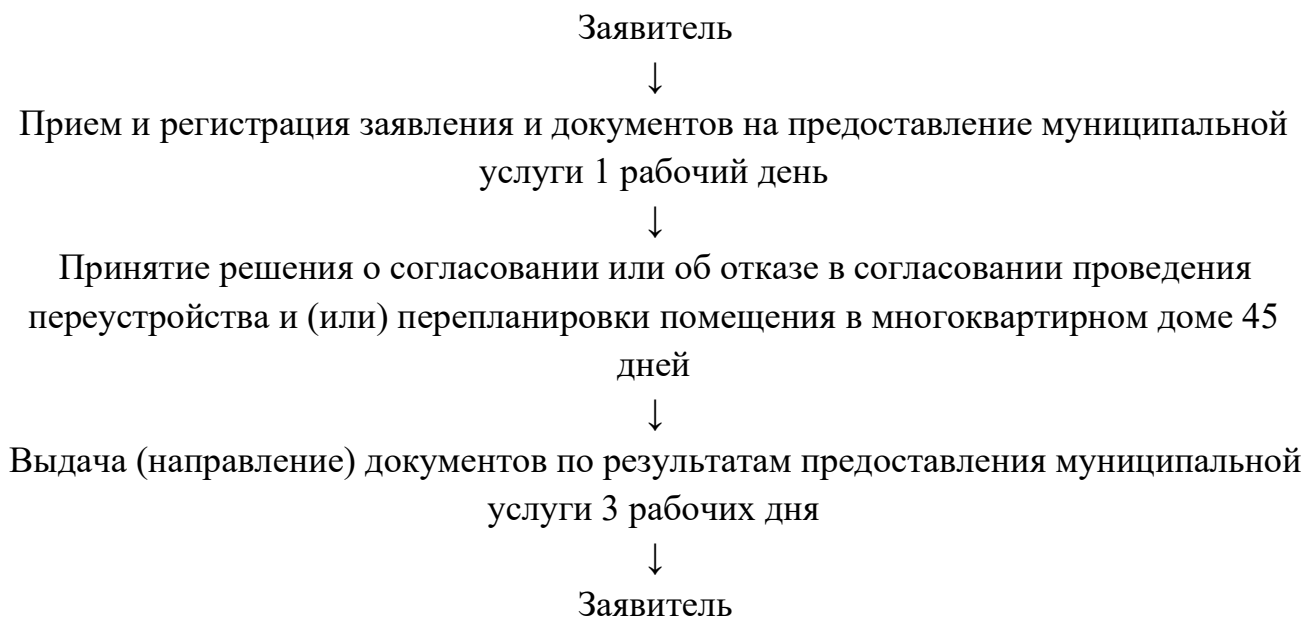 Заявитель
↓
Прием и регистрация заявления и документов на предоставление муниципальной
услуги 1 рабочий день
↓
Принятие решения о согласовании или об отказе в согласовании проведения
переустройства и (или) перепланировки помещения в многоквартирном доме 45
дней
↓
Выдача (направление) документов по результатам предоставления муниципальной
услуги 3 рабочих дня
↓
Заявитель